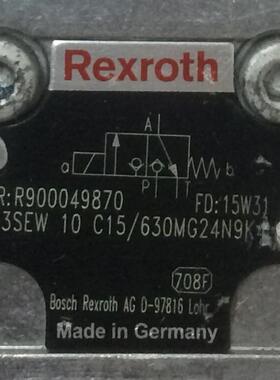 Rexroth
A
a
b
P T
R:R900049870 FD:15W31
3SEW 10 C15/630MG24N9K
708F
Bosch Rexroth AG D-97816 Lohr
Made in Germany